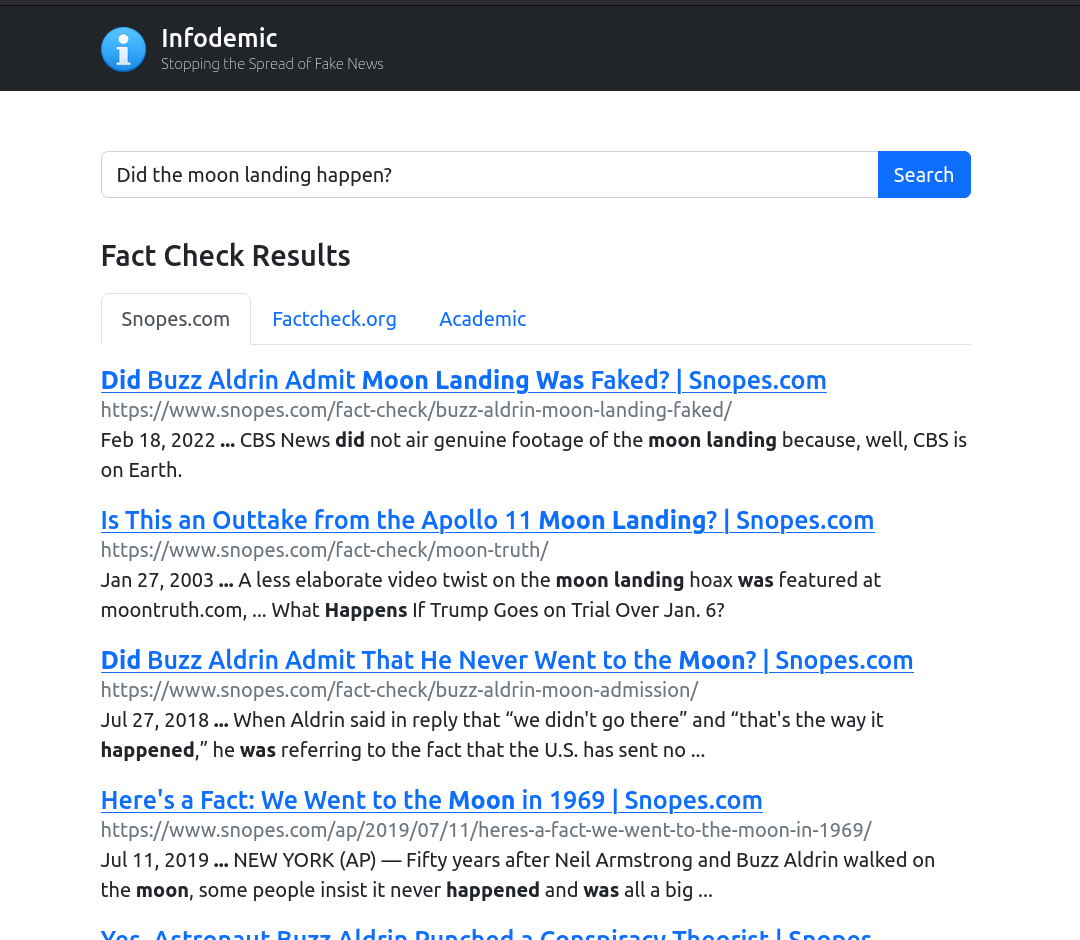 Infodemic
Stopping the Spread of Fake News
Did the moon landing happen?
Search
Fact Check Results
Snopes.com
Factcheck.org
Academic
Did Buzz Aldrin Admit Moon Landing Was Faked? | Snopes.com
https://www.snopes.com/fact-check/buzz-aldrin-moon-landing-faked/
Feb 18, 2022 ... CBS News did not air genuine footage of the moon landing because, well, CBS is
on Earth.
Is This an Outtake from the Apollo 11 Moon Landing? | Snopes.com
https://www.snopes.com/fact-check/moon-truth/
Jan 27, 2003 ... A less elaborate video twist on the moon landing hoax was featured at
moontruth.com, ... What Happens If Trump Goes on Trial Over Jan. 6?
Did Buzz Aldrin Admit That He Never Went to the Moon? | Snopes.com
https://www.snopes.com/fact-check/buzz-aldrin-moon-admission/
Jul 27, 2018 ... When Aldrin said in reply that “we didn't go there” and “that's the way it
happened,” he was referring to the fact that the U.S. has sent no ...
Here's a Fact: We Went to the Moon in 1969 | Snopes.com
https://www.snopes.com/ap/2019/07/11/heres-a-fact-we-went-to-the-moon-in-1969/
Jul 11, 2019 ... NEW YORK (AP) — Fifty years after Neil Armstrong and Buzz Aldrin walked on
the moon, some people insist it never happened and was all a big ...
Yes, Astronaut Buzz Aldrin Punched a Conspiracy Theorist | Snopes